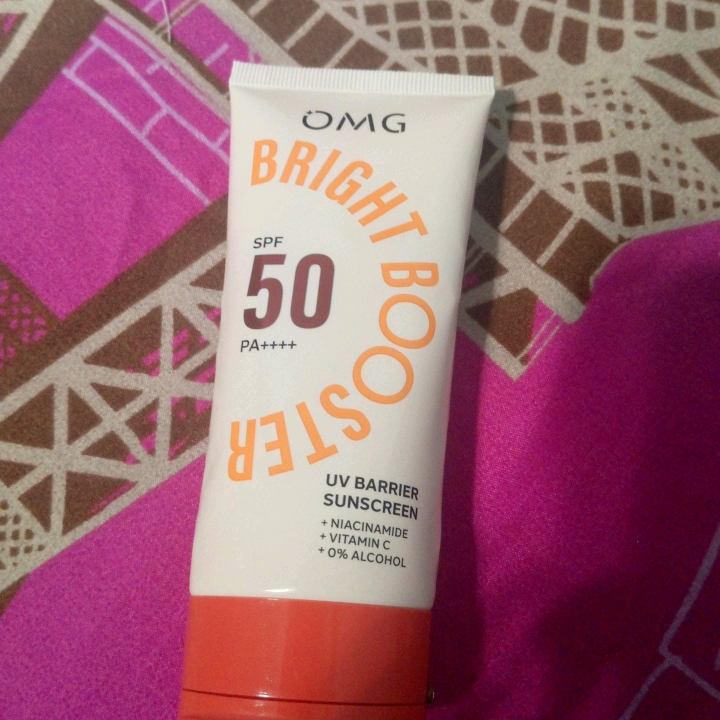 OMG
BRIGHT BOOSTER
SPF
50
PA++++
UV BARRIER
SUNSCREEN
+ NIACINAMIDE
+ VITAMIN C
+ 0% ALCOHOL